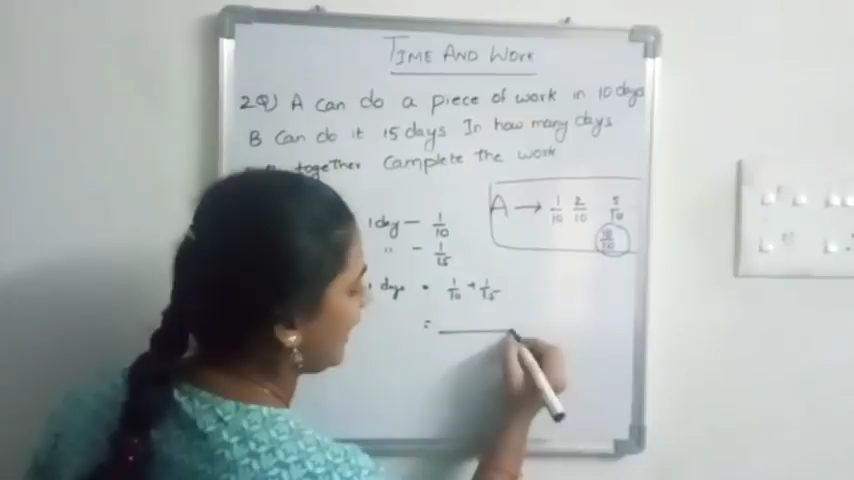 TIME AND WORK
2Q) A can do a piece of work in 10 days
B Can do it 15 days In how many days
together Complete the work
1 day — 1/10
" - 1/15
1 days = 1/10 + 1/15
=
A → 1/10 2/10 5/10
10/10